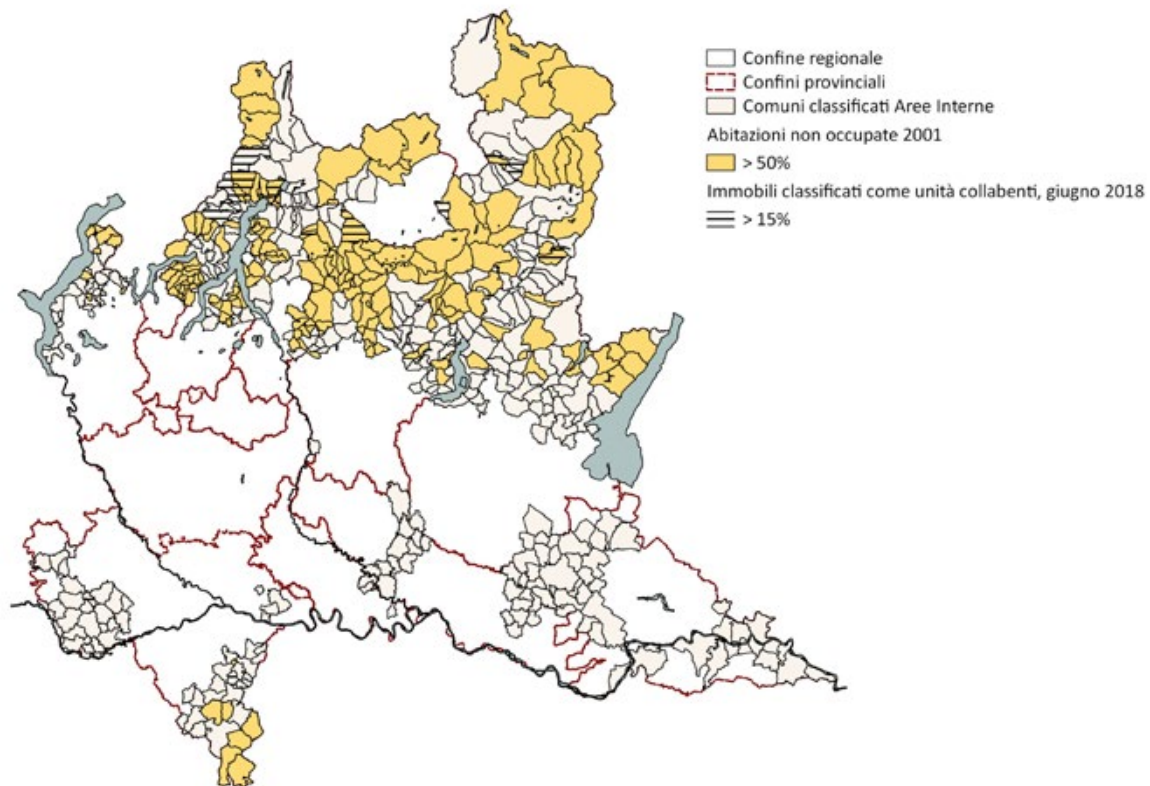 Confine regionale
Confini provinciali
Comuni classificati Aree Interne
Abitazioni non occupate 2001
> 50%
Immobili classificati come unità collabenti, giugno 2018
> 15%